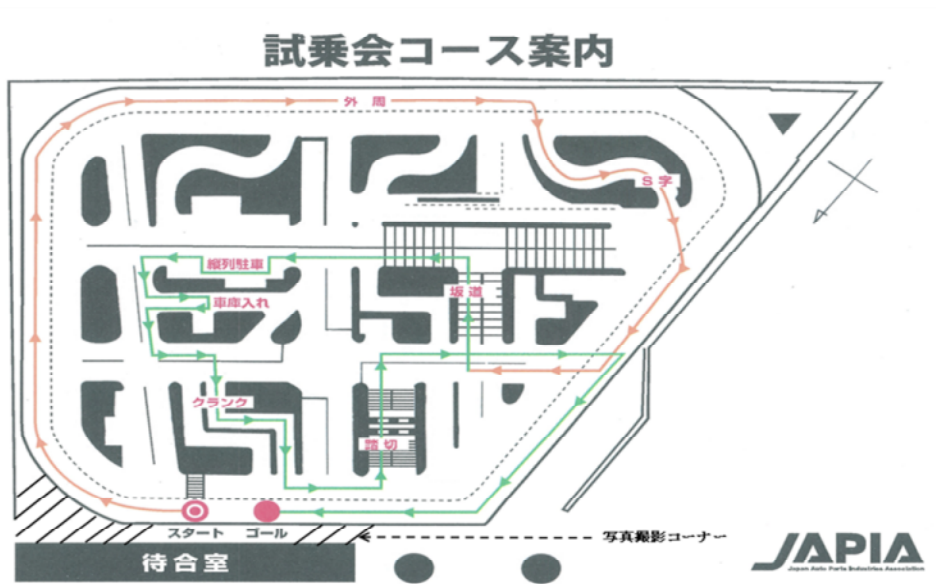 試乗会コース案内
外周
S字
縦列駐車
坂道
車庫入れ
クランク
踏切
スタート
ゴール
写真撮影コーナー
待合室
JAPIA
Japan Auto Parts Industries Association